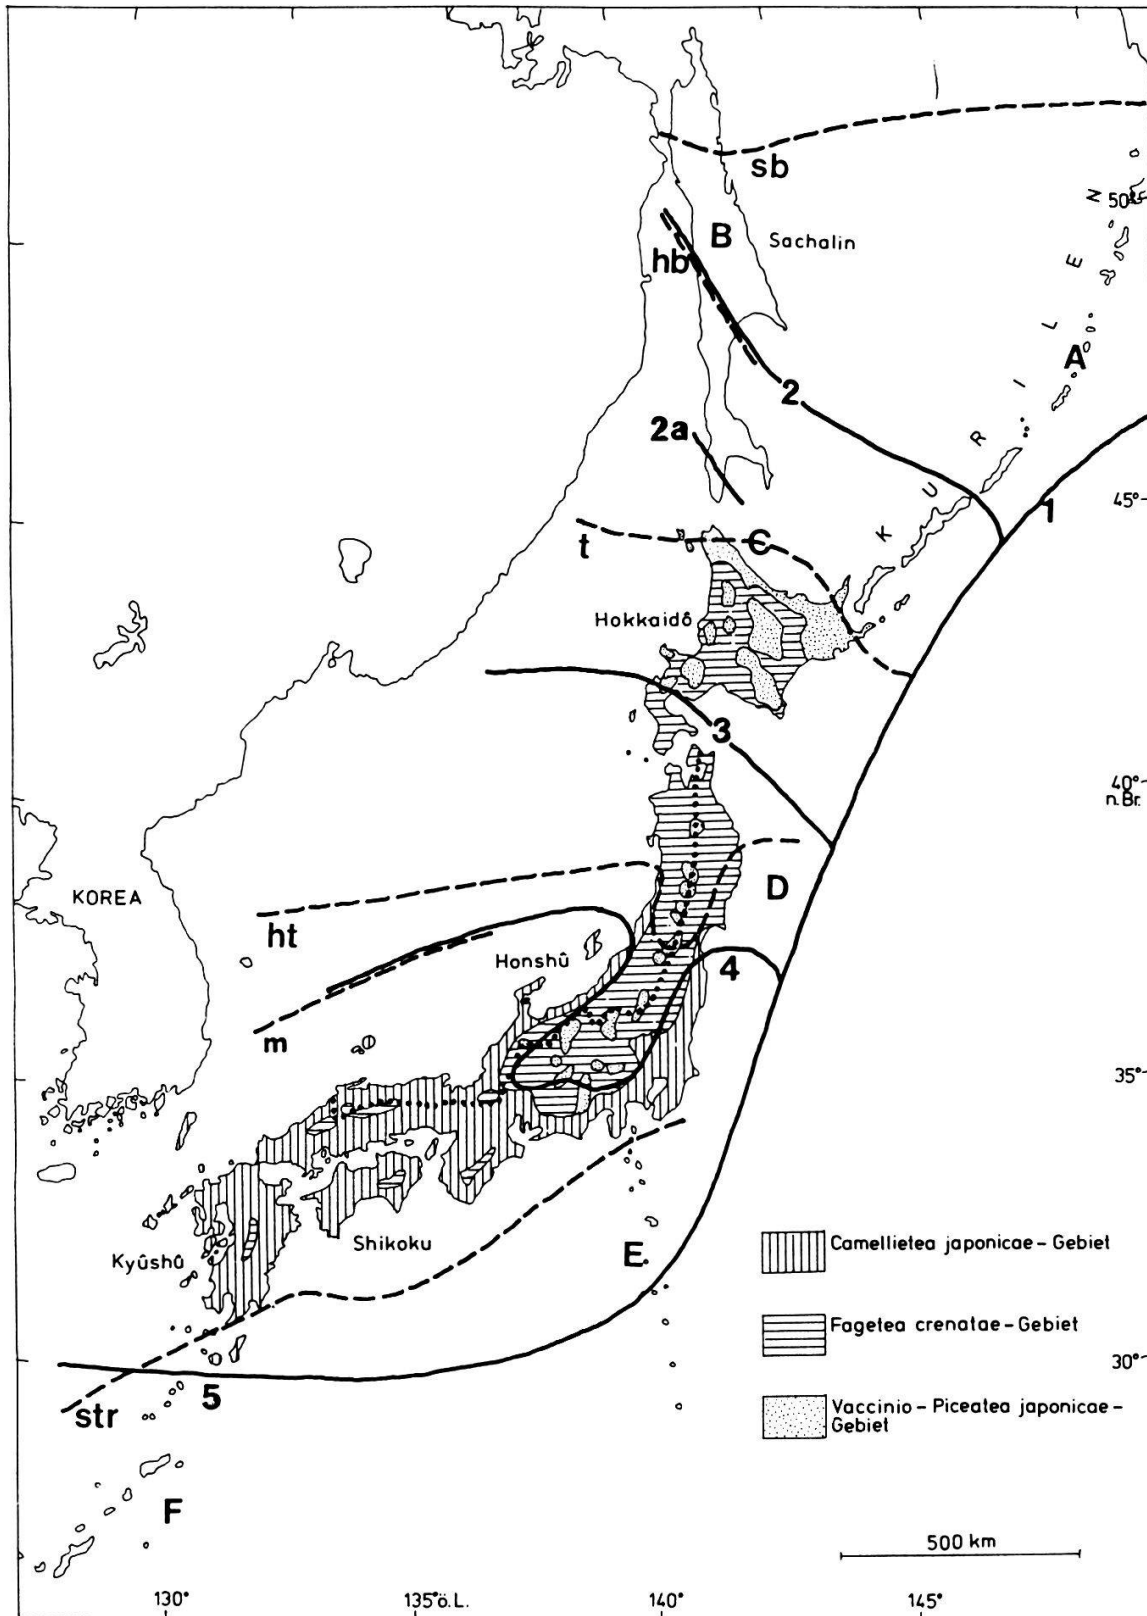 sb
50°
B
Sachalin
hb
K U R I L E N
A
2
2a
45°
1
t
C
Hokkaidô
3
40°
n. Br.
KOREA
D
ht
Honshû
4
m
35°
Shikoku
E
Kyûshû
Camellietea japonicae - Gebiet
Fagetea crenatae - Gebiet
30°
5
str
Vaccinio - Piceatea japonicae -
Gebiet
F
500 km
130°
135° ö. L.
140°
145°